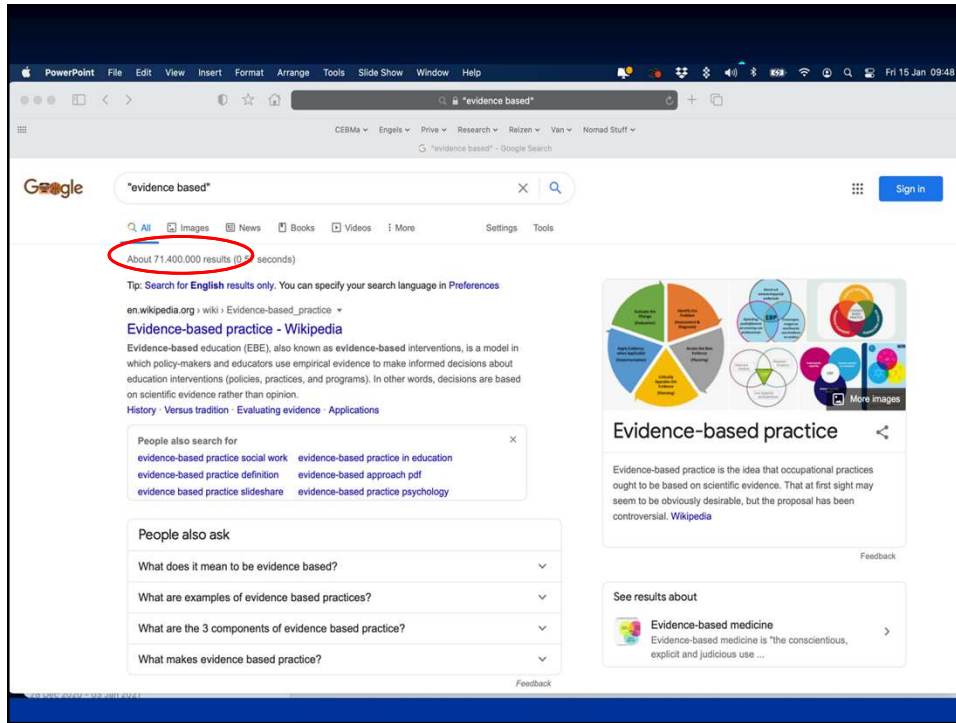 PowerPoint File Edit View Insert Format Arrange Tools Slide Show Window Help Fri 15 Jan 09:48
"evidence based"
CEBMa Engels Prive Research Reizen Van Nomad Stuff
G "evidence based" - Google Search
Google "evidence based" Sign in
All Images News Books Videos More Settings Tools
About 71.400.000 results (0,5 seconds)
Tip: Search for English results only. You can specify your search language in Preferences
en.wikipedia.org › wiki › Evidence-based_practice
Evidence-based practice - Wikipedia
Evidence-based education (EBE), also known as evidence-based interventions, is a model in
which policy-makers and educators use empirical evidence to make informed decisions about
education interventions (policies, practices, and programs). In other words, decisions are based
on scientific evidence rather than opinion.
History · Versus tradition · Evaluating evidence · Applications
People also search for
evidence-based practice social work evidence-based practice in education
evidence-based practice definition evidence-based approach pdf
evidence based practice slideshare evidence-based practice psychology
People also ask
What does it mean to be evidence based?
What are examples of evidence based practices?
What are the 3 components of evidence based practice?
What makes evidence based practice?
Feedback
EBP
More images
Evidence-based practice
Evidence-based practice is the idea that occupational practices
ought to be based on scientific evidence. That at first sight may
seem to be obviously desirable, but the proposal has been
controversial. Wikipedia
Feedback
See results about
Evidence-based medicine
Evidence-based medicine is "the conscientious,
explicit and judicious use ...